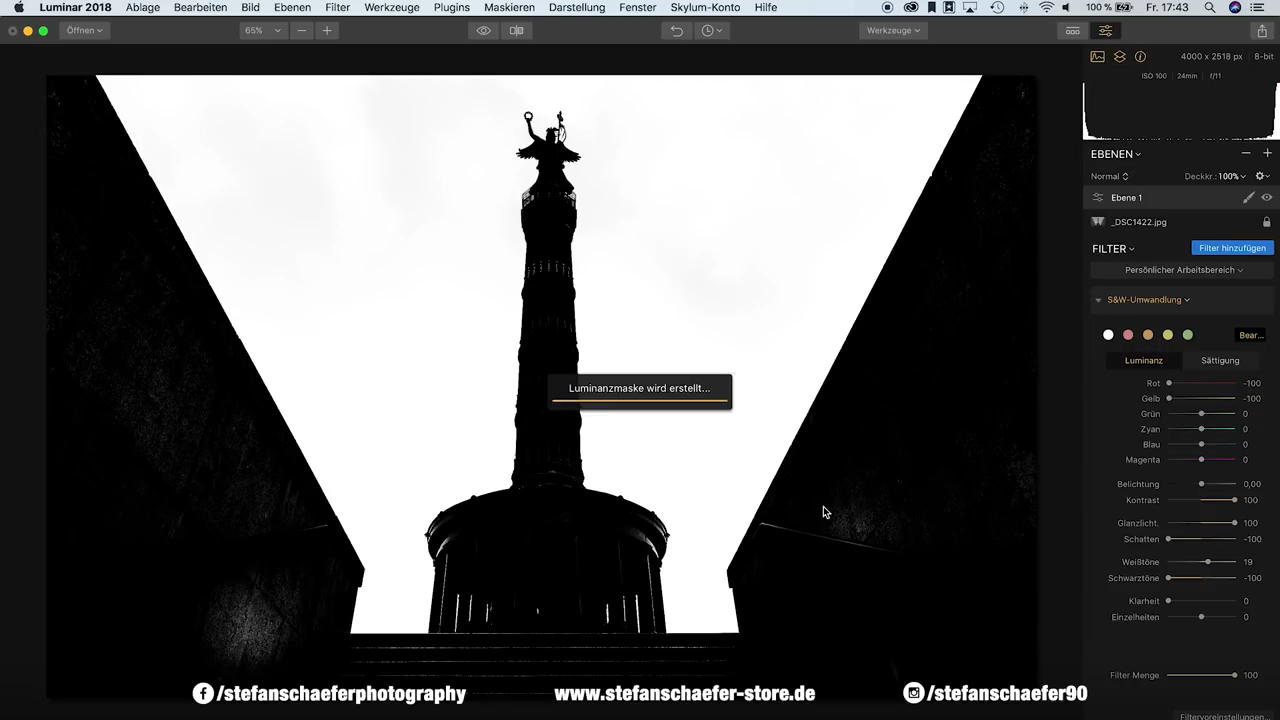 Luminar 2018 Ablage Bearbeiten Bild Ebenen Filter Werkzeuge Plugins Maskieren Darstellung Fenster Skylum-Konto Hilfe 100 % Fr. 17:43
Öffnen 65% Werkzeuge
4000 x 2518 px 8-bit
ISO 100 24mm f/11
EBENEN
Normal Deckkr.: 100%
Ebene 1
_DSC1422.jpg
FILTER Filter hinzufügen
Persönlicher Arbeitsbereich
S&W-Umwandlung
Bear...
Luminanz Sättigung
Rot -100
Luminanzmaske wird erstellt...
Gelb -100
Grün 0
Zyan 0
Blau 0
Magenta 0
Belichtung 0,00
Kontrast 100
Glanzlicht. 100
Schatten -100
Weißtöne 19
Schwarztöne -100
Klarheit 0
Einzelheiten 0
Filter Menge 100
/stefanschaeferphotography www.stefanschaefer-store.de /stefanschaefer90
Filtervoreinstellungen...